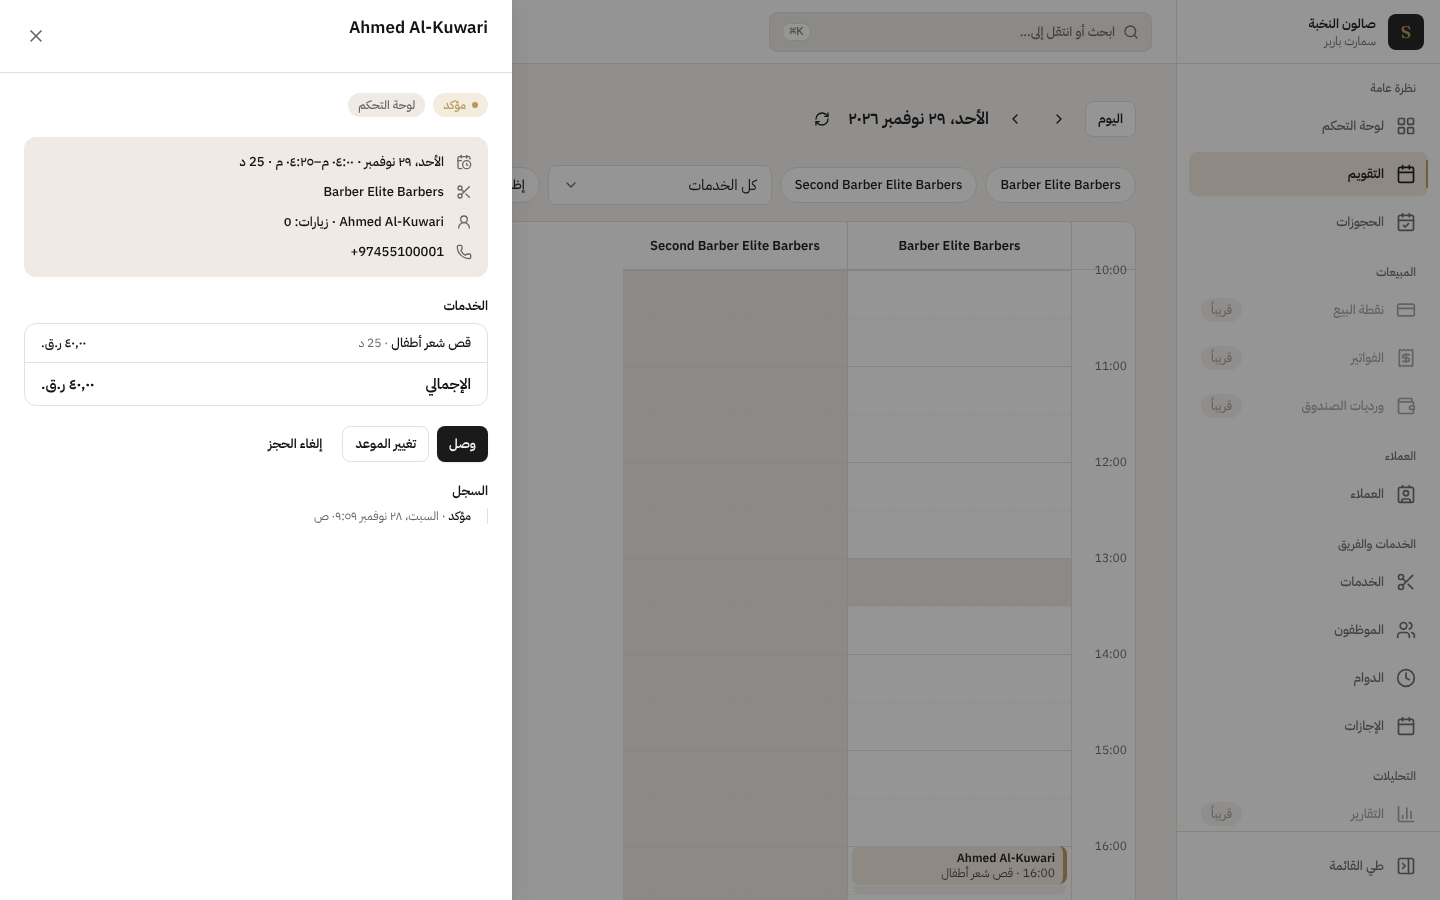 Ahmed Al-Kuwari
مؤكد
لوحة التحكم
الأحد، ٢٩ نوفمبر · ٠٤:٠٠ م–٠٤:٢٥ م · 25 د
Barber Elite Barbers
Ahmed Al-Kuwari · زيارات: 0
+97455100001
الخدمات
قص شعر أطفال · 25 د
٤٠٫٠٠ ر.ق.
الإجمالي
٤٠٫٠٠ ر.ق.
وصل
تغيير الموعد
إلغاء الحجز
السجل
مؤكد · السبت، ٢٨ نوفمبر ٠٩:٥٩ ص
صالون النخبة
سمارت باربر
S
ابحث أو انتقل إلى...
⌘K
نظرة عامة
لوحة التحكم
التقويم
الحجوزات
المبيعات
نقطة البيع
قريباً
الفواتير
قريباً
ورديات الصندوق
قريباً
العملاء
العملاء
الخدمات والفريق
الخدمات
الموظفون
الدوام
الإجازات
التحليلات
التقارير
قريباً
طي القائمة
اليوم
الأحد، ٢٩ نوفمبر ٢٠٢٦
Barber Elite Barbers
Second Barber Elite Barbers
كل الخدمات
Barber Elite Barbers
Second Barber Elite Barbers
10:00
11:00
12:00
13:00
14:00
15:00
16:00
Ahmed Al-Kuwari
16:00 · قص شعر أطفال